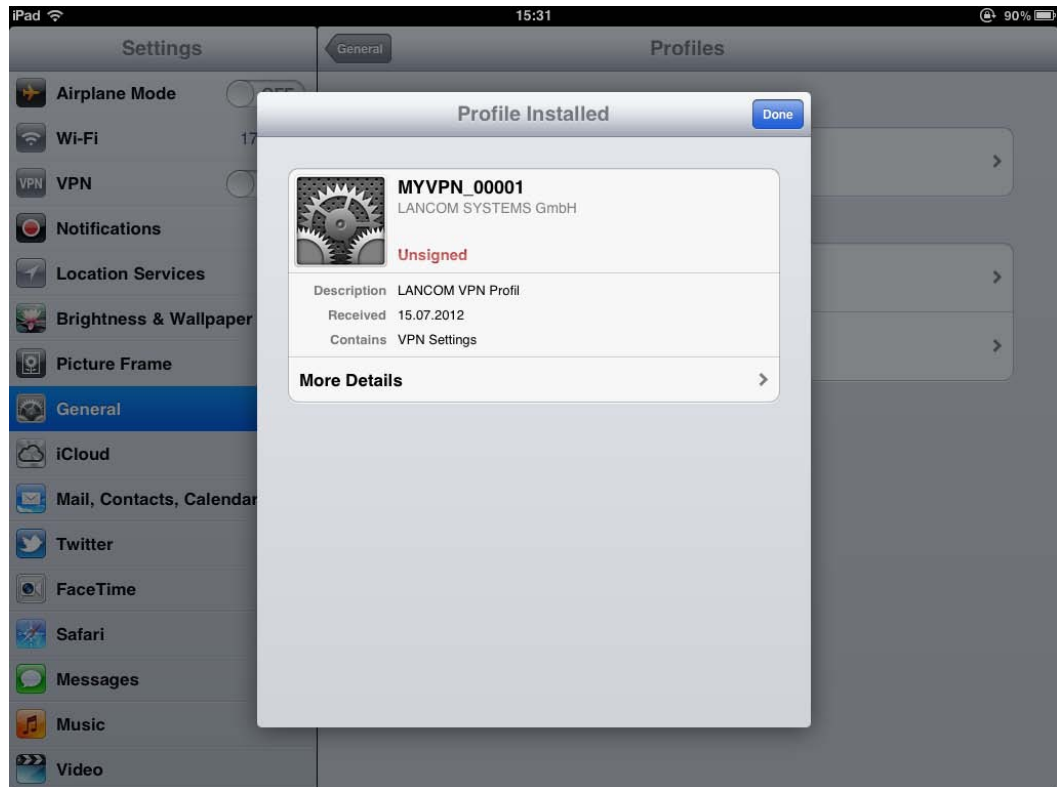 iPad
15:31
90%
Settings
General
Profiles
Airplane Mode
Wi-Fi
17
VPN
VPN
Notifications
Location Services
Brightness & Wallpaper
Picture Frame
General
iCloud
Mail, Contacts, Calendar
Twitter
FaceTime
Safari
Messages
Music
Video
Profile Installed
Done
MYVPN_00001
LANCOM SYSTEMS GmbH
Unsigned
Description LANCOM VPN Profil
Received 15.07.2012
Contains VPN Settings
More Details